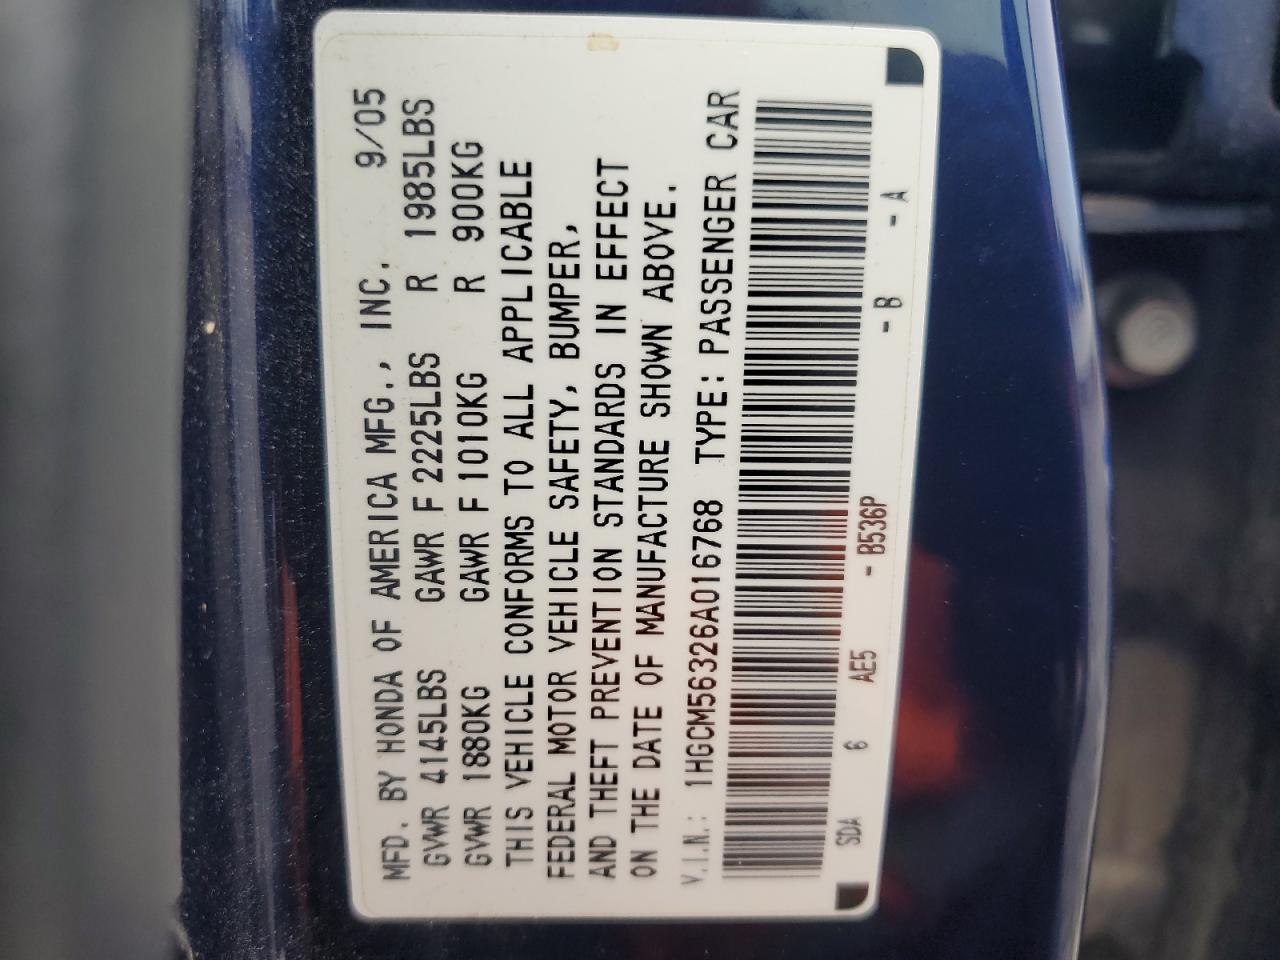 MFD. BY HONDA OF AMERICA MFG., INC. 9/05
GVWR 4145LBS GAWR F 2225LBS R 1985LBS
GVWR 1880KG GAWR F 1010KG R 900KG
THIS VEHICLE CONFORMS TO ALL APPLICABLE
FEDERAL MOTOR VEHICLE SAFETY, BUMPER,
AND THEFT PREVENTION STANDARDS IN EFFECT
ON THE DATE OF MANUFACTURE SHOWN ABOVE.
V.I.N.: 1HGCM56326A016768 TYPE: PASSENGER CAR
SDA 6 AE5 - B536P - B - A